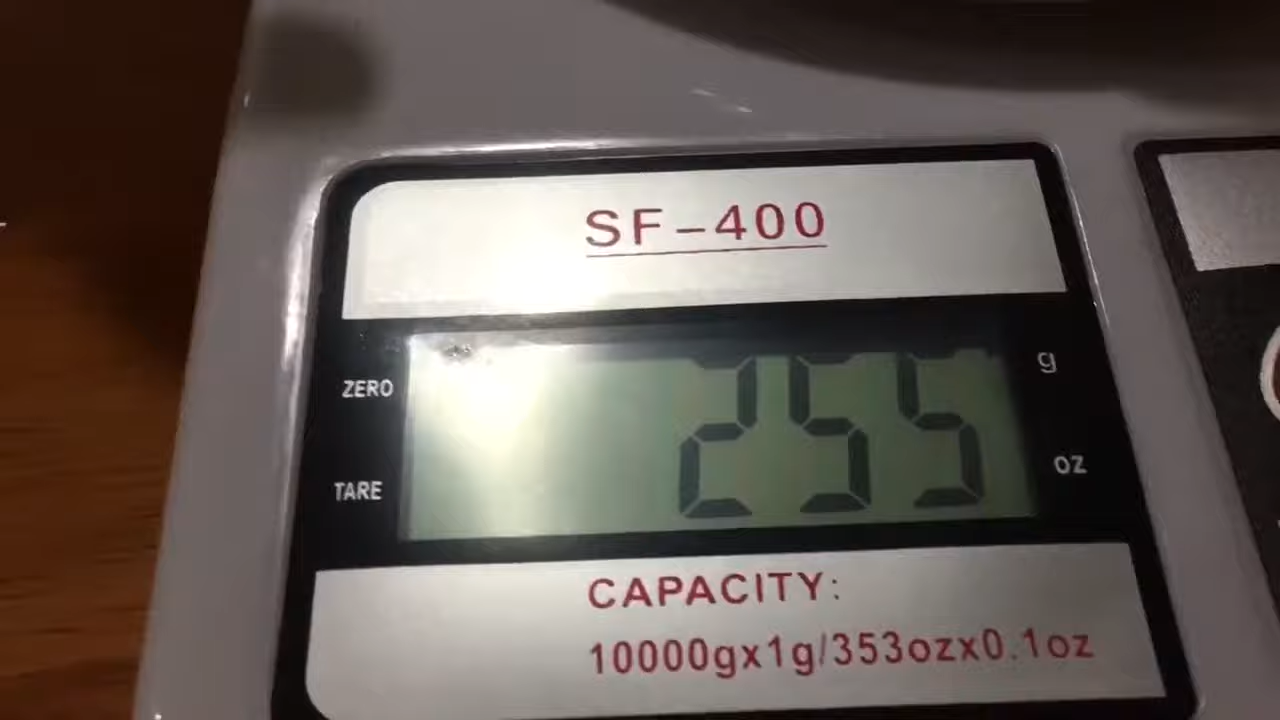 SF-400
ZERO
g
255
TARE
oz
CAPACITY:
10000gx1g/353ozx0.1oz